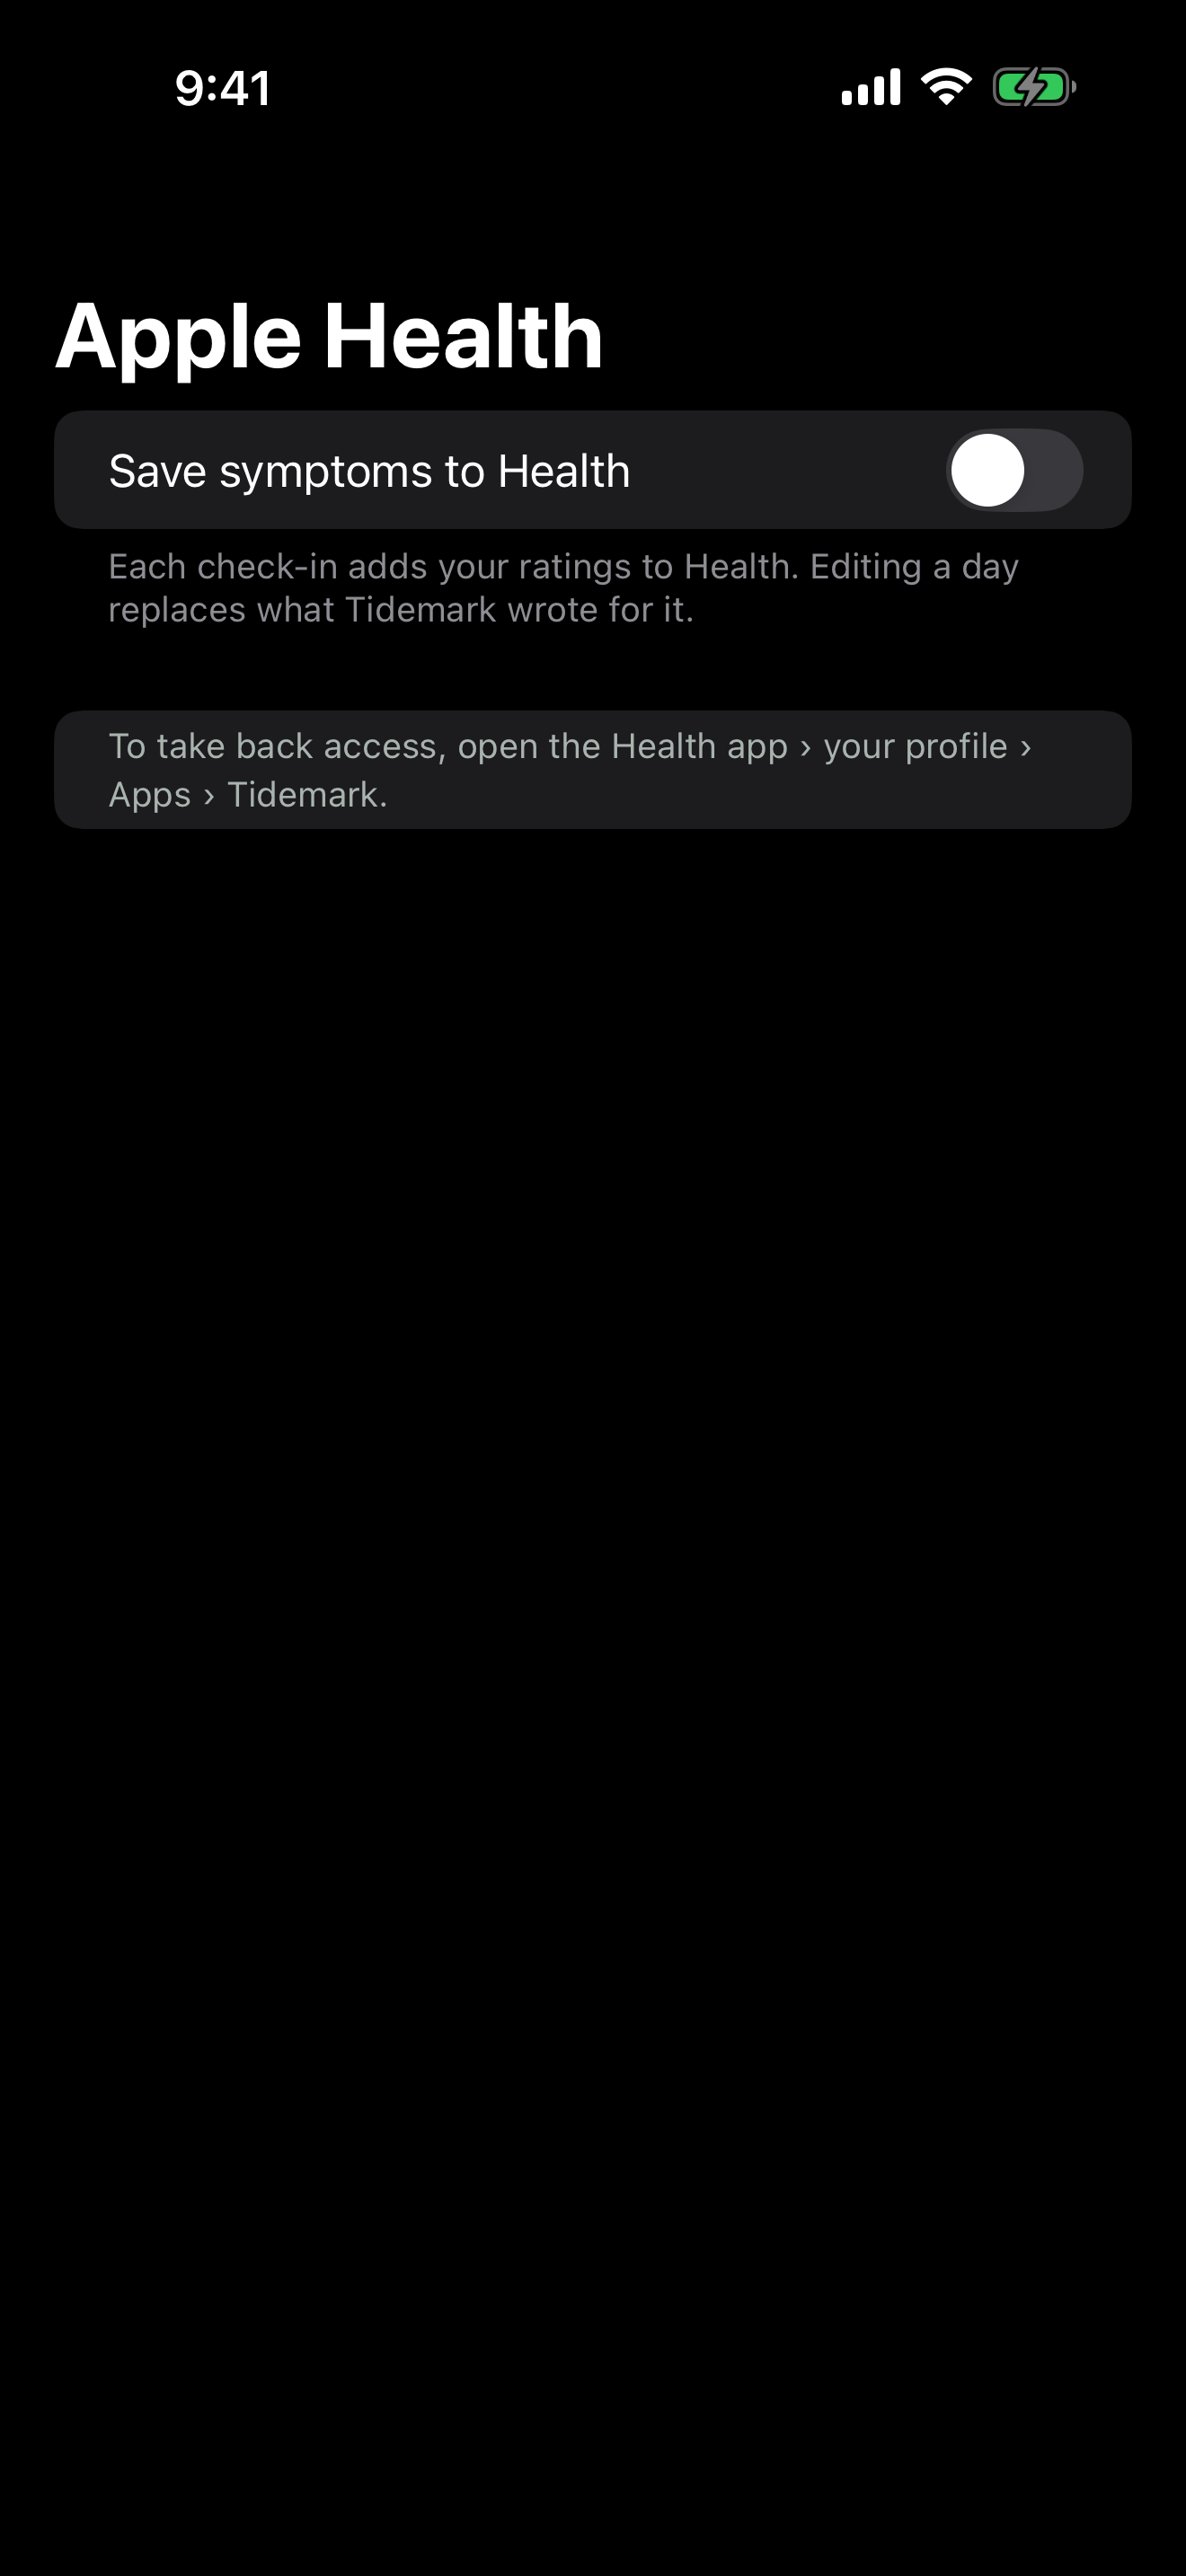 9:41
Apple Health
Save symptoms to Health
Each check-in adds your ratings to Health. Editing a day
replaces what Tidemark wrote for it.
To take back access, open the Health app › your profile ›
Apps › Tidemark.